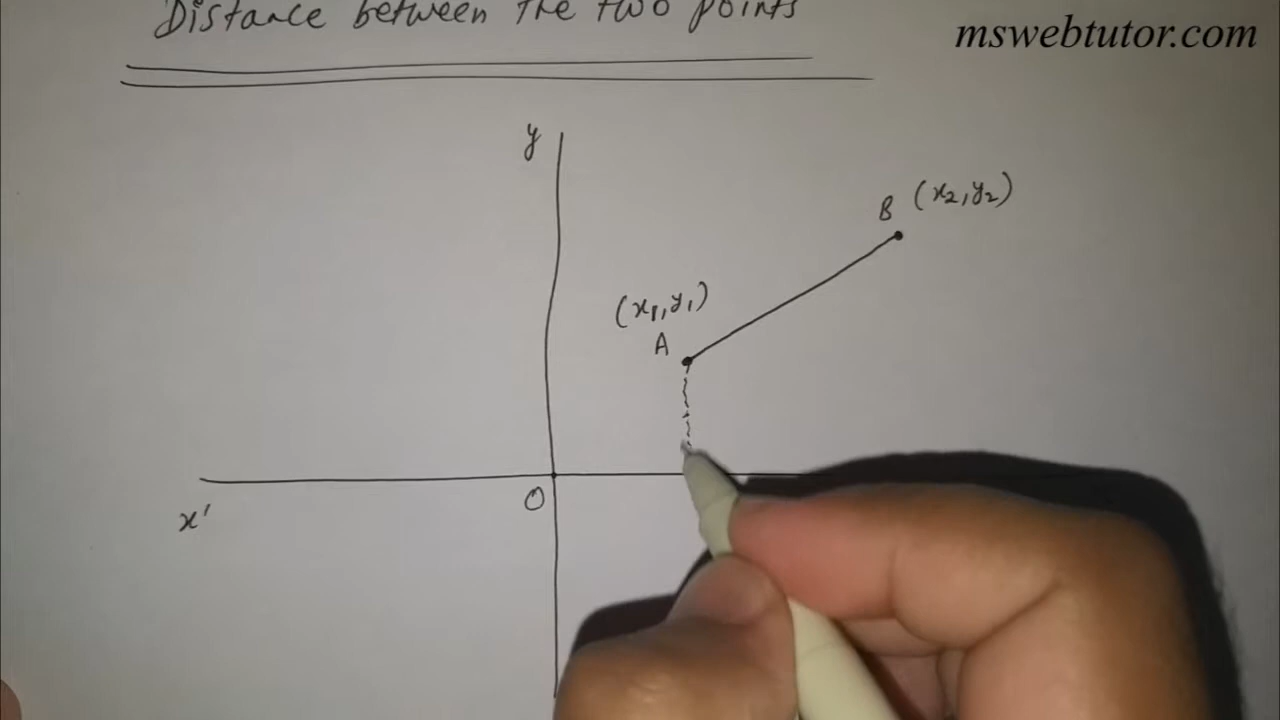 Distance between the two points
mswebtutor.com
y
B (x₂,y₂)
(x₁,y₁)
A
O
x'